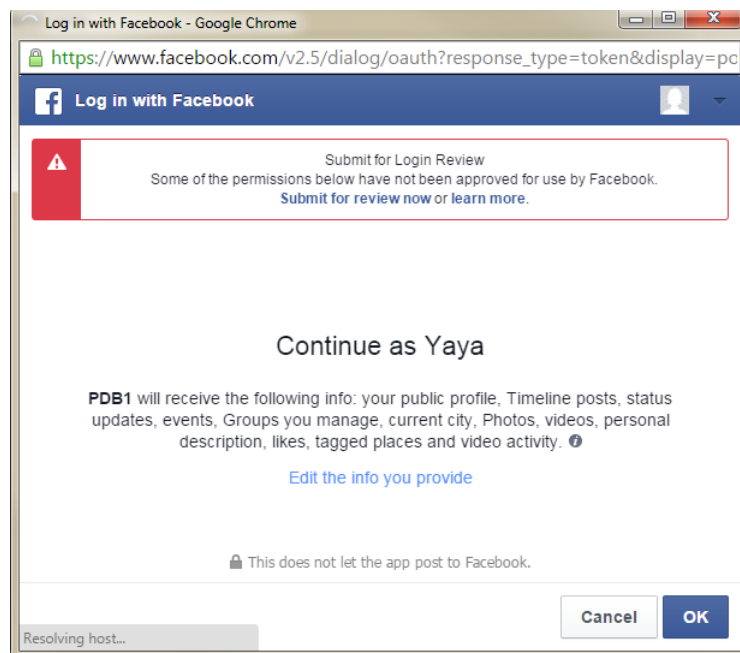 Log in with Facebook - Google Chrome
https://www.facebook.com/v2.5/dialog/oauth?response_type=token&display=pc
f Log in with Facebook
Submit for Login Review
Some of the permissions below have not been approved for use by Facebook.
Submit for review now or learn more.
Continue as Yaya
PDB1 will receive the following info: your public profile, Timeline posts, status
updates, events, Groups you manage, current city, Photos, videos, personal
description, likes, tagged places and video activity.
Edit the info you provide
This does not let the app post to Facebook.
Cancel OK
Resolving host...